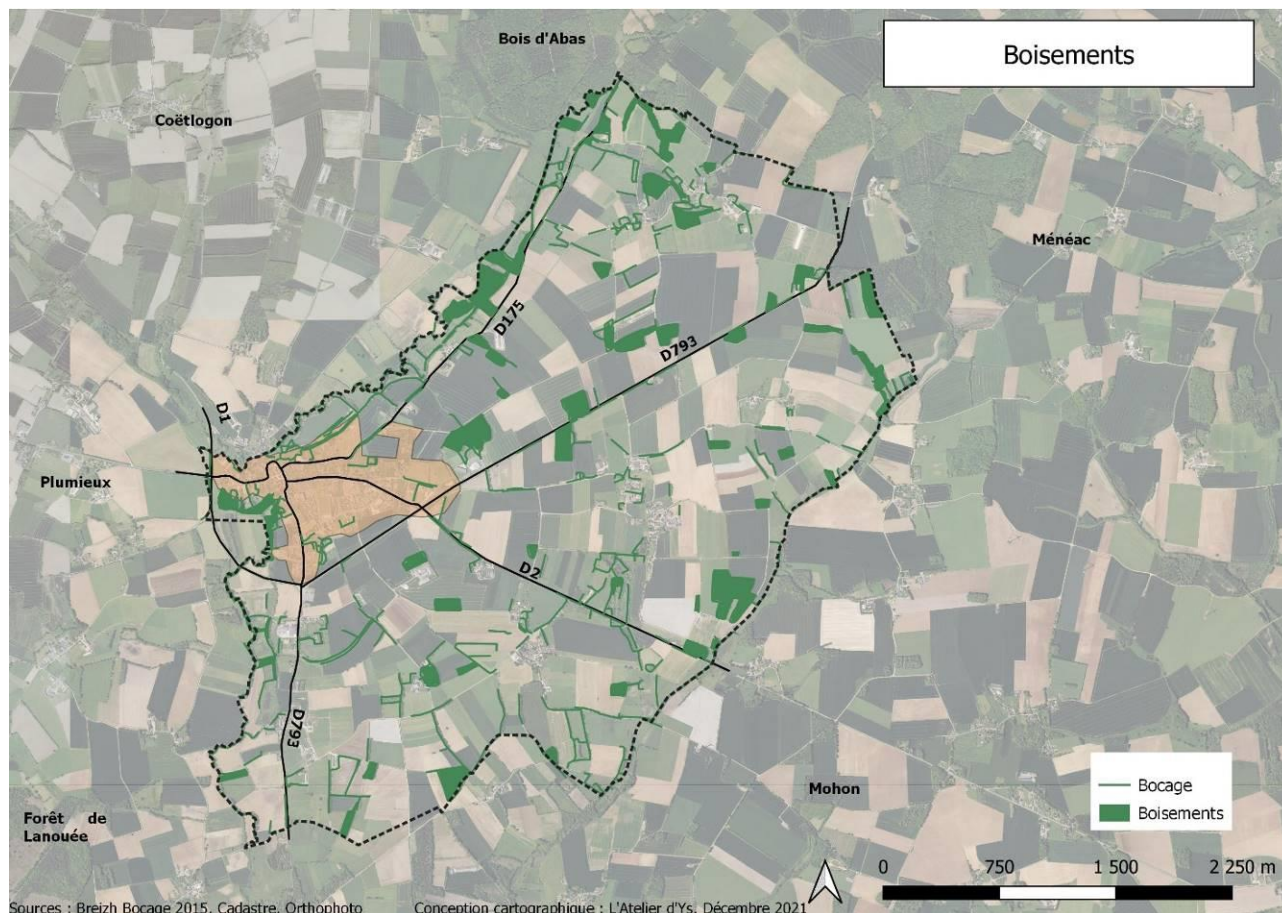 Bois d'Abas
Boisements
Coëtlogon
Ménéac
D175
D793
D1
Plumieux
D2
D793
Mohon
Forêt de
Lanouée
Bocage
Boisements
0 750 1 500 2 250 m
Sources : Breizh Bocage 2015, Cadastre, Orthophoto Conception cartographique : L'Atelier d'Ys, Décembre 2021